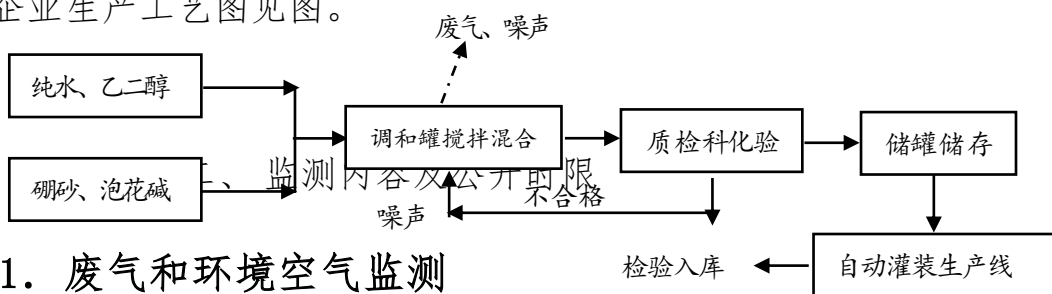 企业生产工艺图见图。
废气、噪声
纯水、乙二醇
调和罐搅拌混合
质检科化验
储罐储存
硼砂、泡花碱
、监测内容及公开时限
不合格
噪声
1. 废气和环境空气监测
检验入库
自动灌装生产线